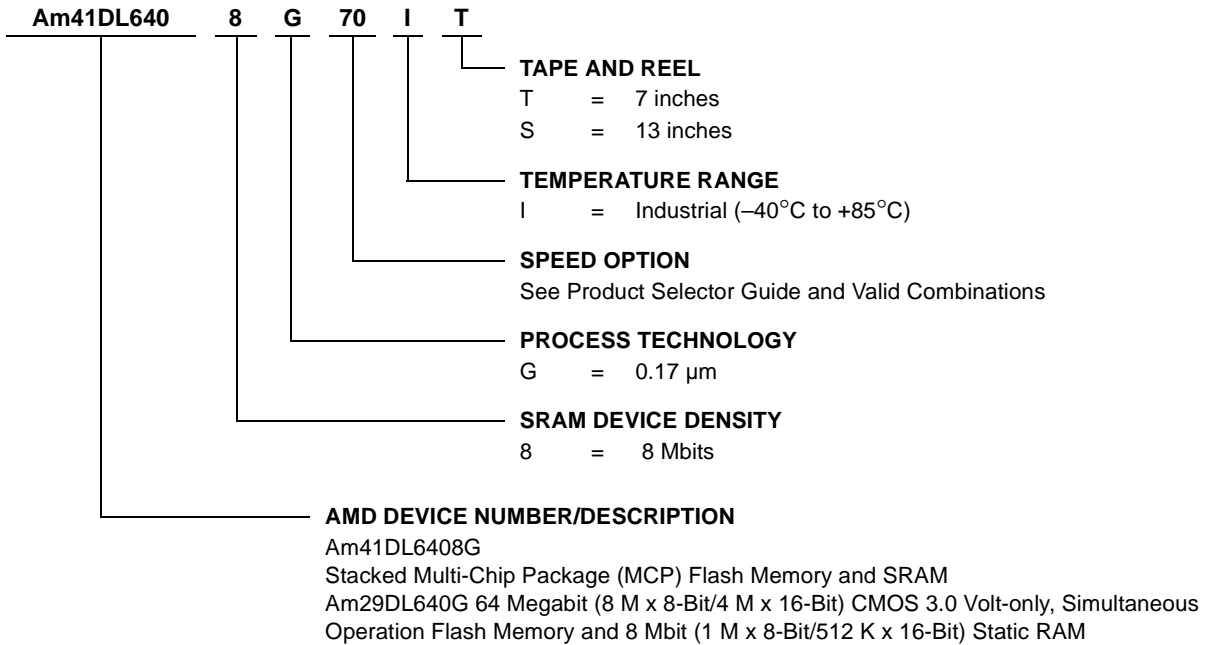 Am41DL640 8 G 70 I T
TAPE AND REEL
T = 7 inches
S = 13 inches
TEMPERATURE RANGE
I = Industrial (–40°C to +85°C)
SPEED OPTION
See Product Selector Guide and Valid Combinations
PROCESS TECHNOLOGY
G = 0.17 µm
SRAM DEVICE DENSITY
8 = 8 Mbits
AMD DEVICE NUMBER/DESCRIPTION
Am41DL6408G
Stacked Multi-Chip Package (MCP) Flash Memory and SRAM
Am29DL640G 64 Megabit (8 M x 8-Bit/4 M x 16-Bit) CMOS 3.0 Volt-only, Simultaneous
Operation Flash Memory and 8 Mbit (1 M x 8-Bit/512 K x 16-Bit) Static RAM